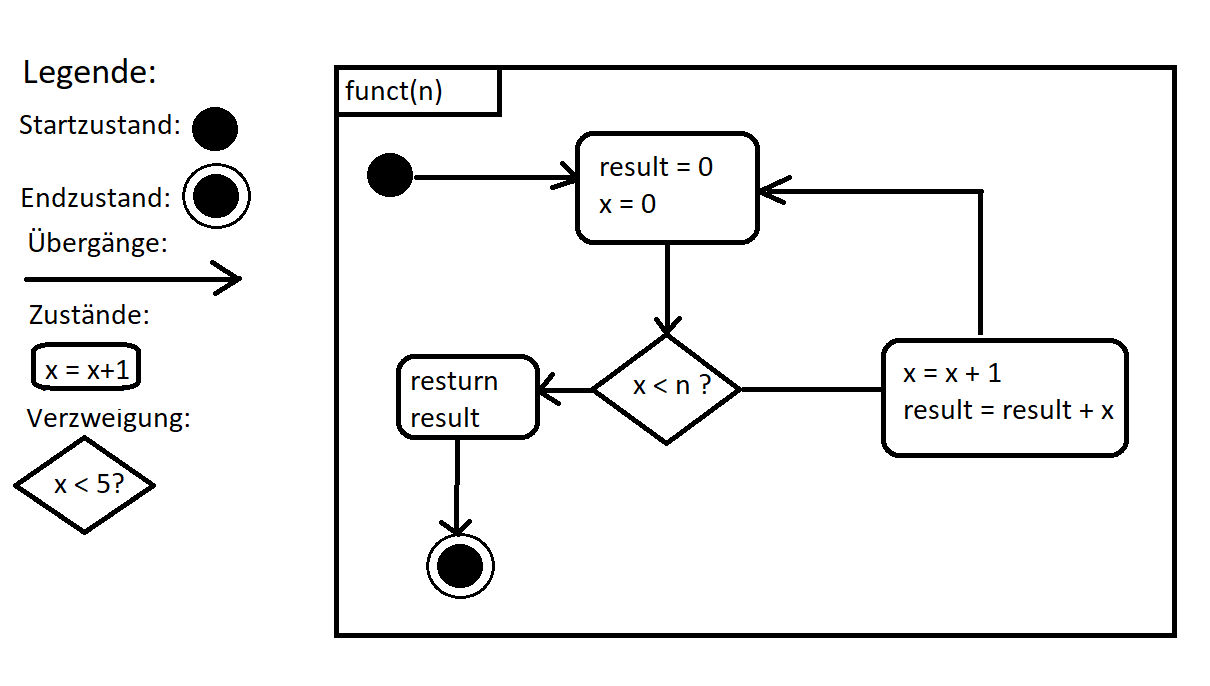 Legende:
Startzustand:
Endzustand:
Übergänge:
Zustände:
x = x+1
Verzweigung:
x < 5?
funct(n)
result = 0
x = 0
x < n ?
resturn
result
x = x + 1
result = result + x